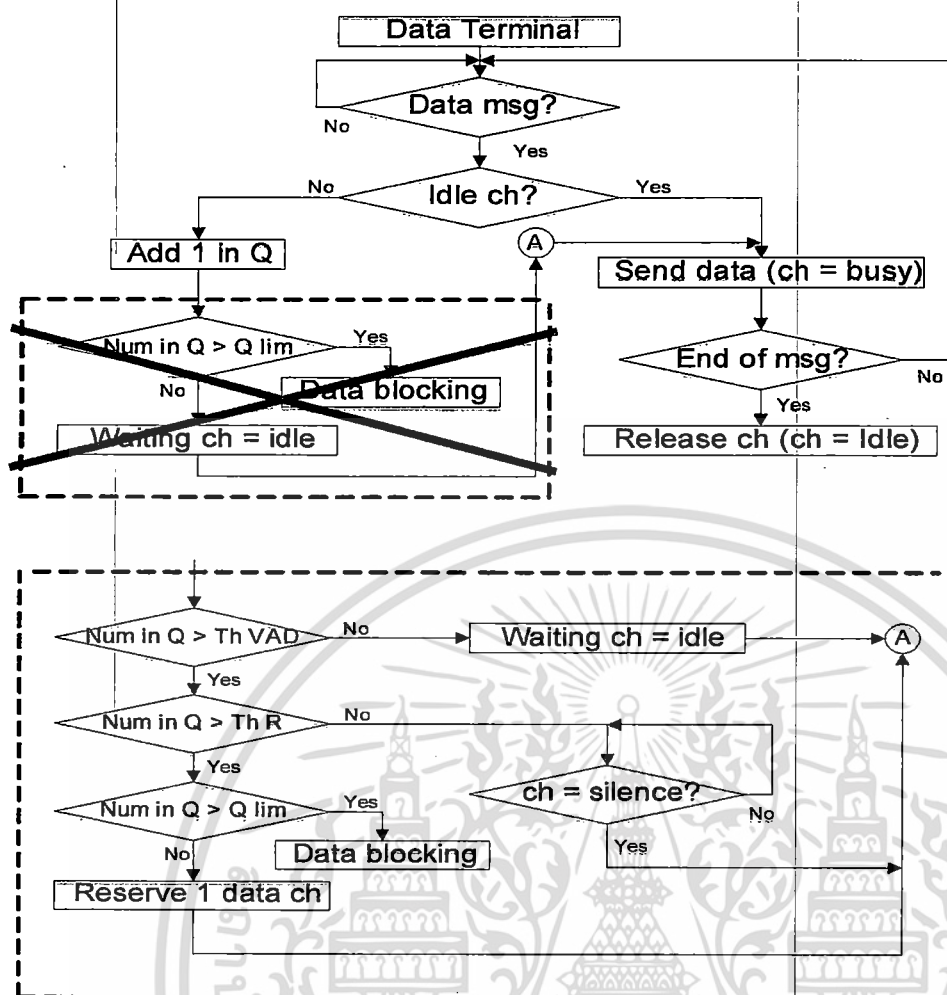 Data Terminal
Data msg?
No
Yes
Idle ch?
No
Yes
Add 1 in Q
A
Send data (ch = busy)
Num in Q > Q lim
Yes
No
Data blocking
Waiting ch = idle
End of msg?
No
Yes
Release ch (ch = Idle)
Num in Q > Th VAD
No
Waiting ch = idle
A
Yes
Num in Q > Th R
No
Yes
ch = silence?
No
Yes
Num in Q > Q lim
Yes
No
Data blocking
Reserve 1 data ch